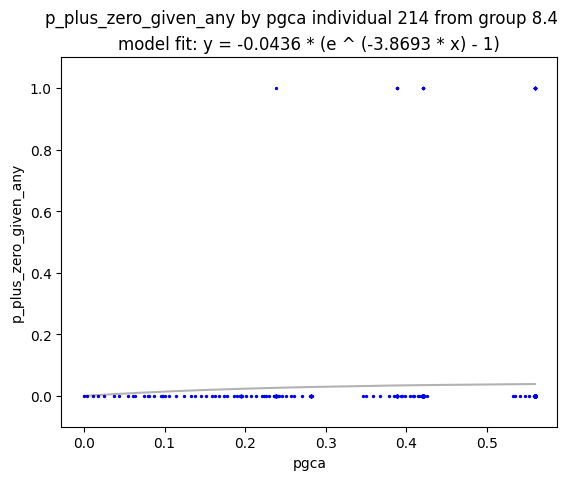 p_plus_zero_given_any by pgca individual 214 from group 8.4
model fit: y = -0.0436 * (e ^ (-3.8693 * x) - 1)
1.0
0.8
0.6
0.4
0.2
0.0
p_plus_zero_given_any
0.0 0.1 0.2 0.3 0.4 0.5
pgca